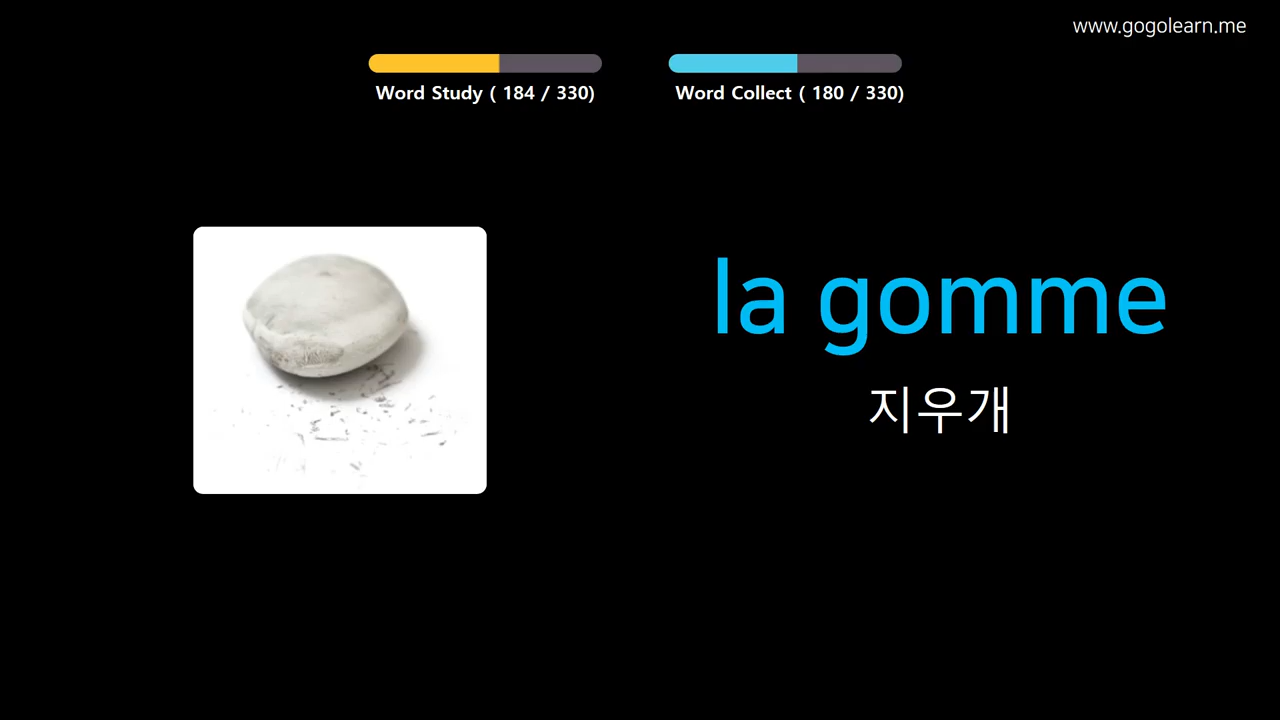 www.gogolearn.me
Word Study ( 184 / 330)
Word Collect ( 180 / 330)
la gomme
지우개